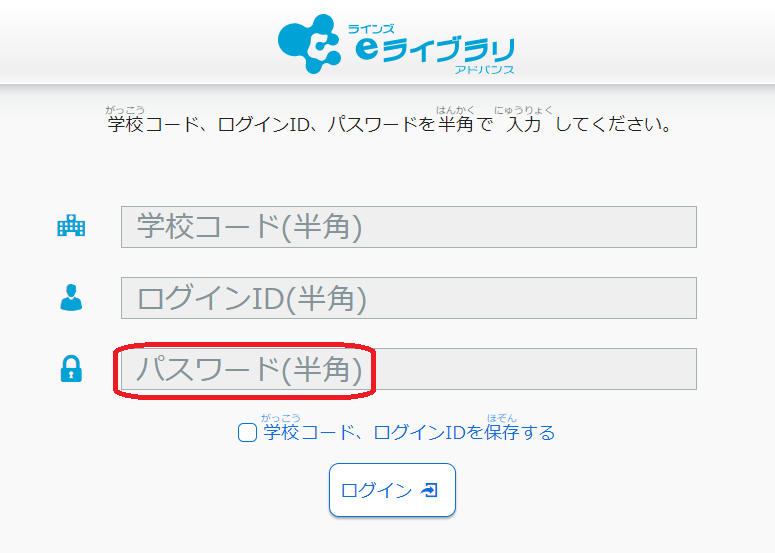 ラインズ
eライブラリ
アドバンス
がっこう はんかく にゅうりょく
学校コード、ログインID、パスワードを半角で 入力 してください。
学校コード(半角)
ログインID(半角)
パスワード(半角)
がっこう ほぞん
学校コード、ログインIDを保存する
ログイン